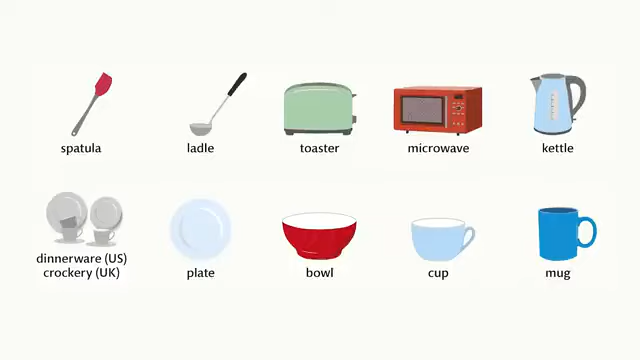 spatula
ladle
toaster
microwave
kettle
dinnerware (US)
crockery (UK)
plate
bowl
cup
mug